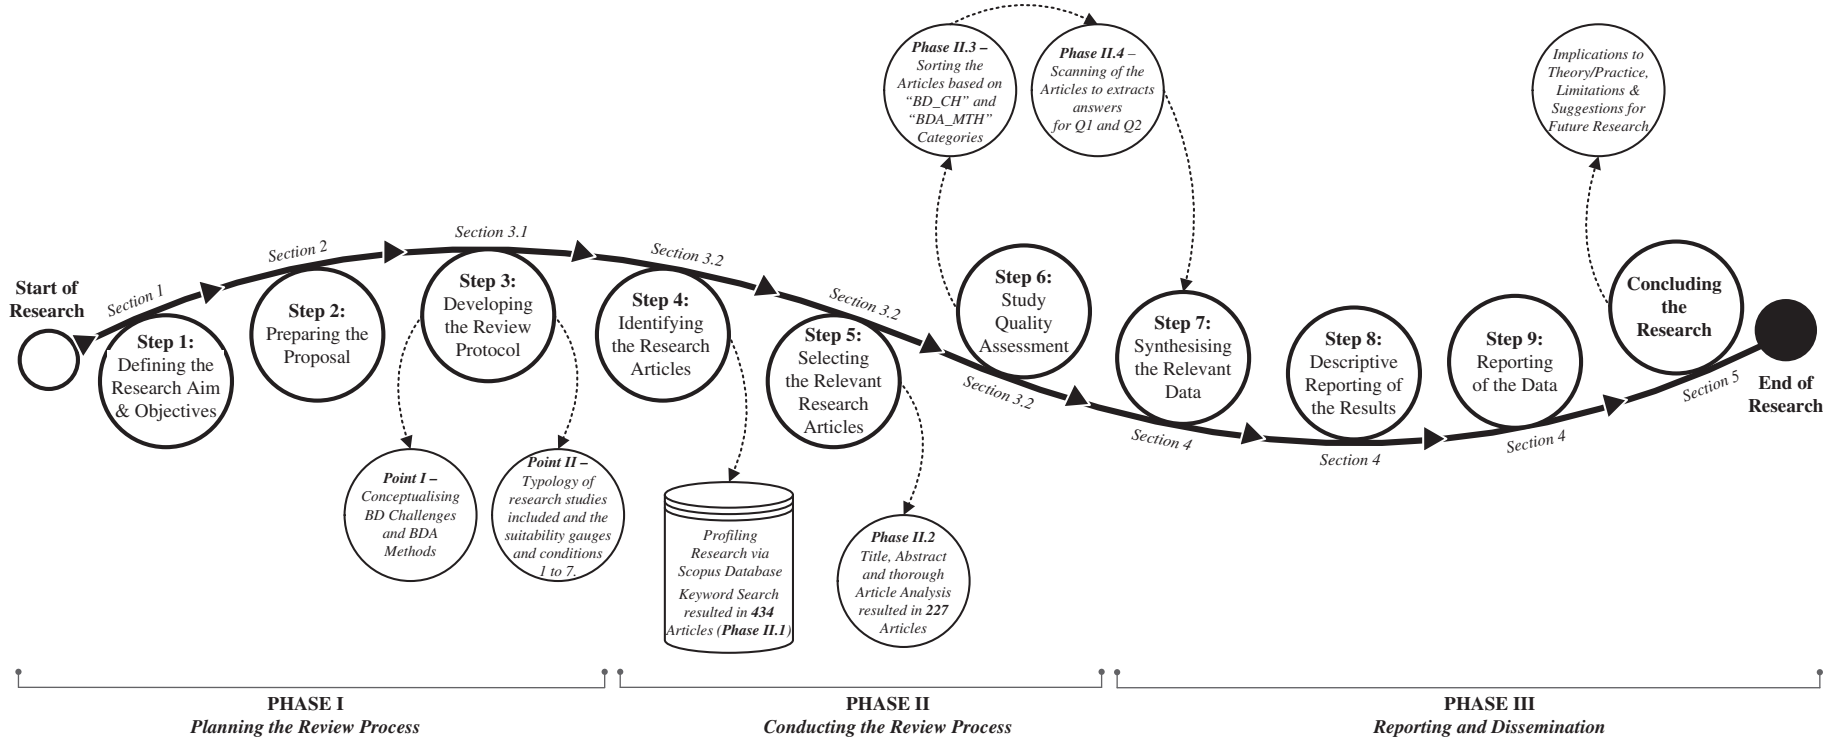 Start of
Research
Section 1
Step 1:
Defining the
Research Aim
& Objectives
Section 2
Step 2:
Preparing the
Proposal
Section 3.1
Step 3:
Developing
the Review
Protocol
Point I –
Conceptualising
BD Challenges
and BDA
Methods
Point II –
Typology of
research studies
included and the
suitability gauges
and conditions
1 to 7.
Section 3.2
Step 4:
Identifying
the Research
Articles
Profiling
Research via
Scopus Database
Keyword Search
resulted in 434
Articles (Phase II.1)
Section 3.2
Step 5:
Selecting
the Relevant
Research
Articles
Phase II.2
Title, Abstract
and thorough
Article Analysis
resulted in 227
Articles
Section 3.2
Step 6:
Study
Quality
Assessment
Phase II.3 –
Sorting the
Articles based on
“BD_CH” and
“BDA_MTH”
Categories
Phase II.4 –
Scanning of the
Articles to extracts
answers
for Q1 and Q2
Step 7:
Synthesising
the Relevant
Data
Section 4
Step 8:
Descriptive
Reporting of
the Results
Section 4
Step 9:
Reporting
of the Data
Section 4
Concluding
the
Research
Section 5
Implications to
Theory/Practice,
Limitations &
Suggestions for
Future Research
End of
Research
PHASE I
Planning the Review Process
PHASE II
Conducting the Review Process
PHASE III
Reporting and Dissemination